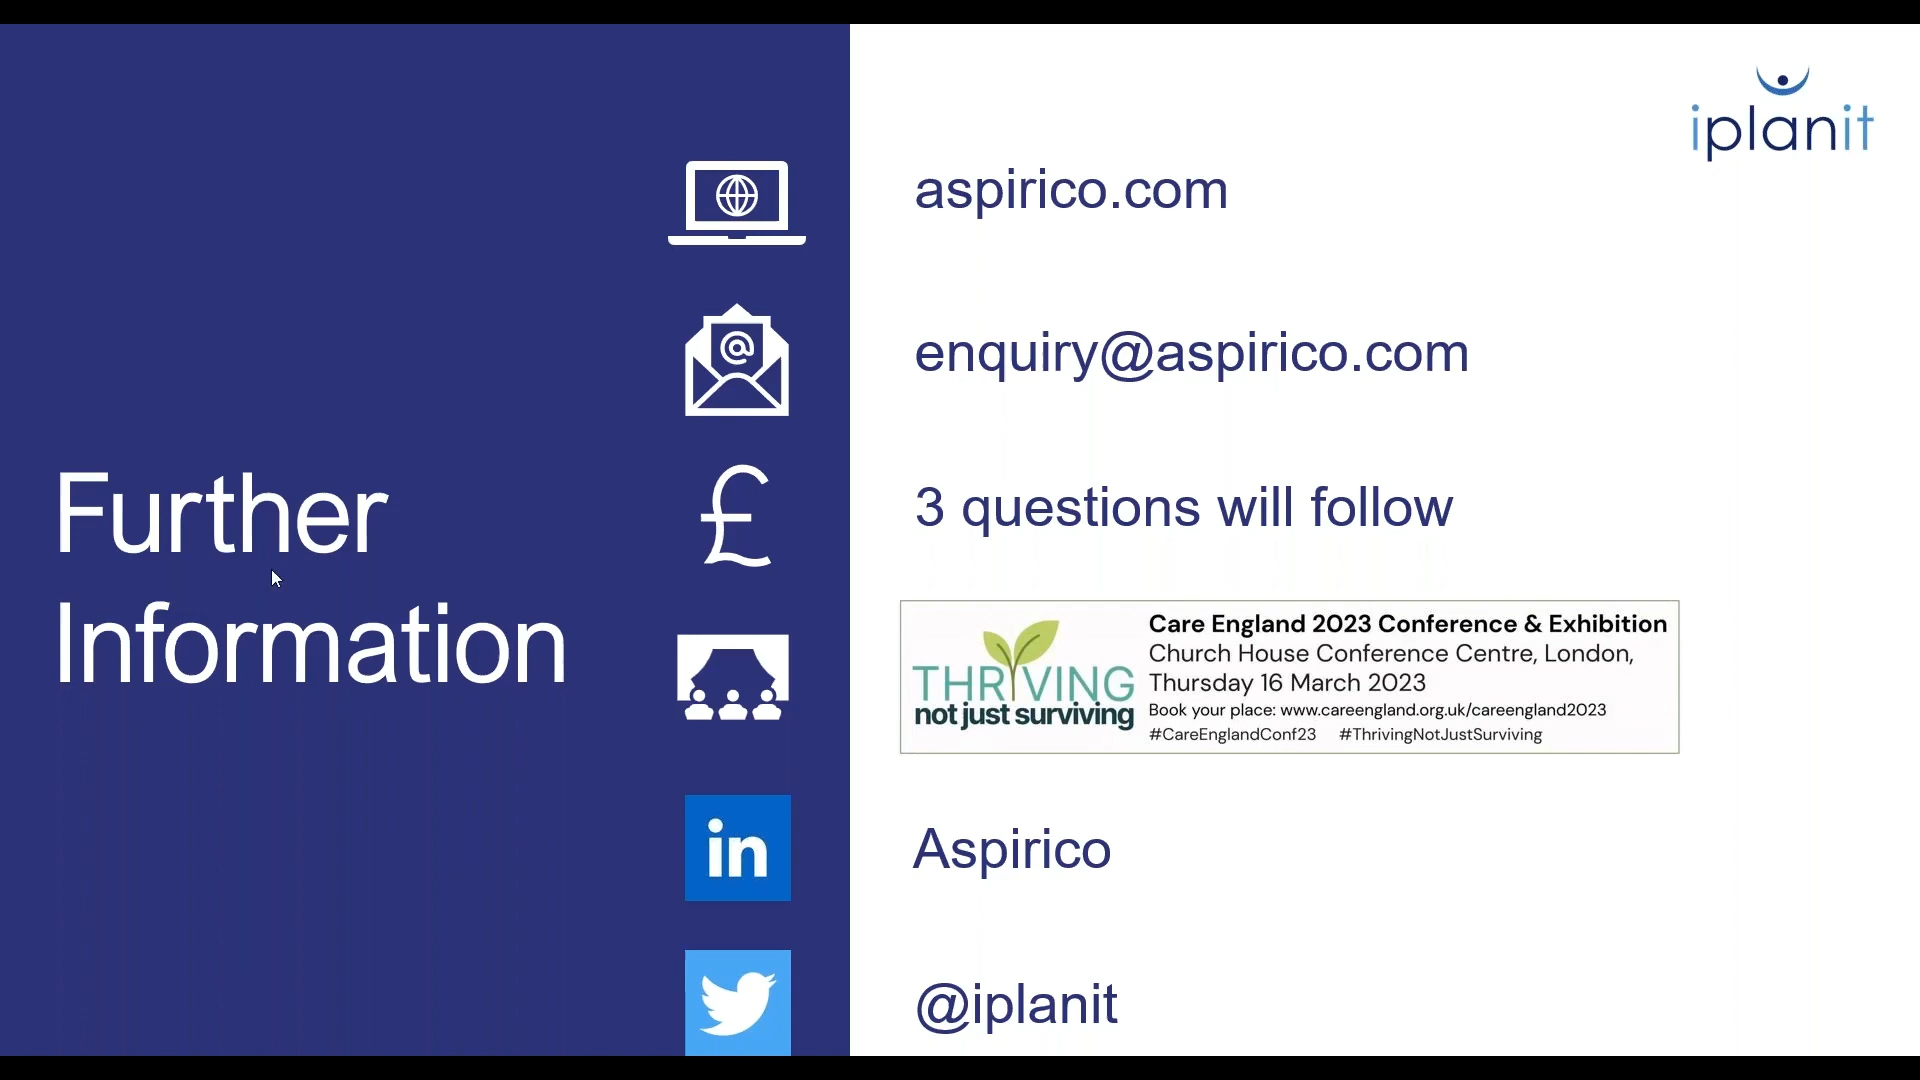 iplanit
aspirico.com
enquiry@aspirico.com
£
3 questions will follow
Further
Information
THRIVING
not just surviving
Care England 2023 Conference & Exhibition
Church House Conference Centre, London,
Thursday 16 March 2023
Book your place: www.careengland.org.uk/careengland2023
#CareEnglandConf23 #ThrivingNotJustSurviving
in
Aspirico
@iplanit